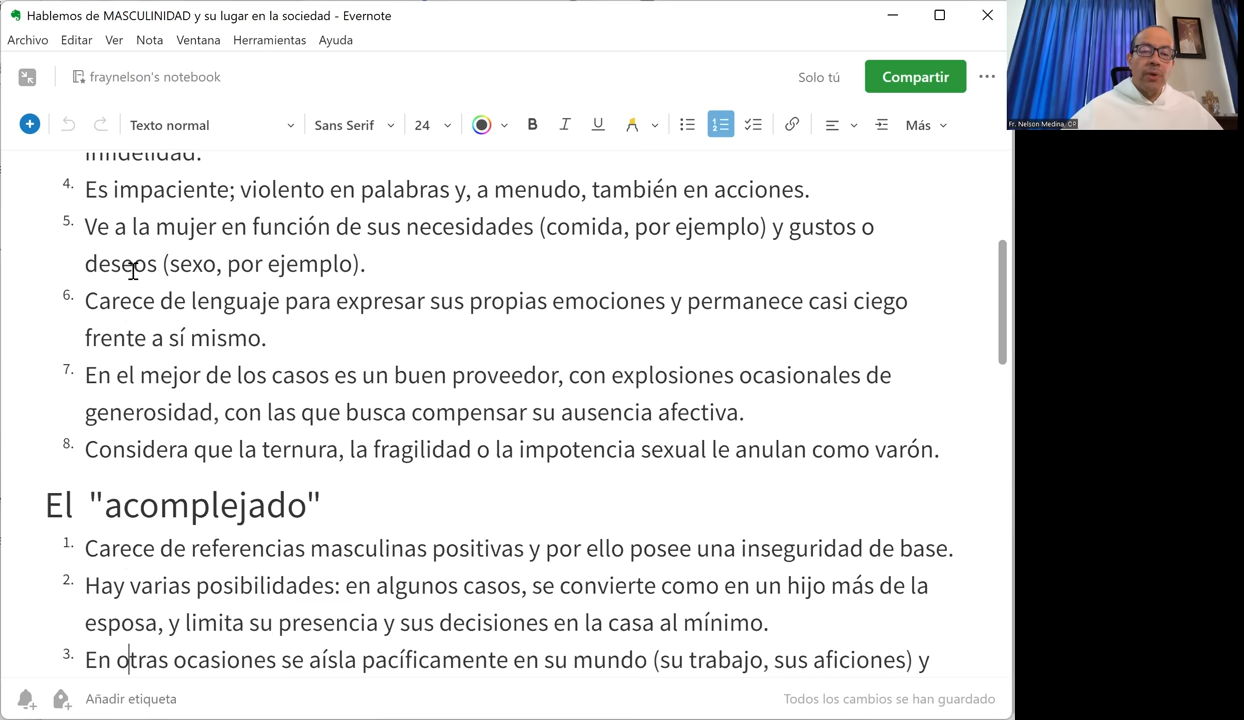 Hablemos de MASCULINIDAD y su lugar en la sociedad - Evernote
Archivo Editar Ver Nota Ventana Herramientas Ayuda
fraynelson's notebook Solo tú Compartir
Texto normal Sans Serif 24 B I U A Más
infidelidad.
4. Es impaciente; violento en palabras y, a menudo, también en acciones.
5. Ve a la mujer en función de sus necesidades (comida, por ejemplo) y gustos o
deseos (sexo, por ejemplo).
6. Carece de lenguaje para expresar sus propias emociones y permanece casi ciego
frente a sí mismo.
7. En el mejor de los casos es un buen proveedor, con explosiones ocasionales de
generosidad, con las que busca compensar su ausencia afectiva.
8. Considera que la ternura, la fragilidad o la impotencia sexual le anulan como varón.
El "acomplejado"
1. Carece de referencias masculinas positivas y por ello posee una inseguridad de base.
2. Hay varias posibilidades: en algunos casos, se convierte como en un hijo más de la
esposa, y limita su presencia y sus decisiones en la casa al mínimo.
3. En otras ocasiones se aísla pacíficamente en su mundo (su trabajo, sus aficiones) y
Añadir etiqueta Todos los cambios se han guardado
Fr. Nelson Medina, OP